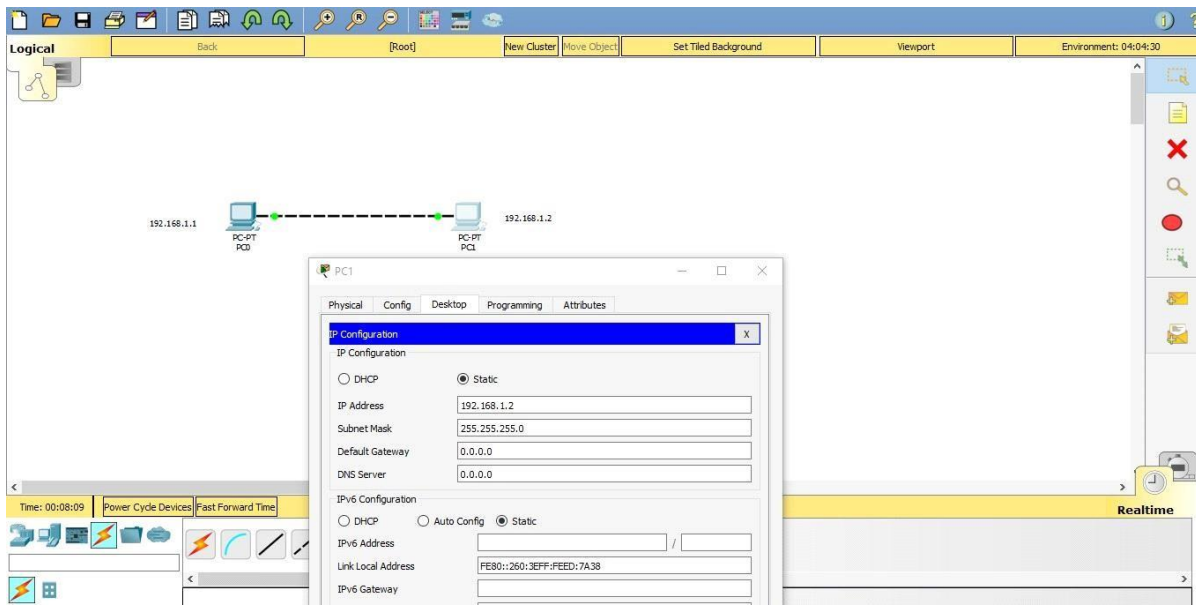 Logical
Back
[Root]
New Cluster
Move Object
Set Tiled Background
Viewport
Environment: 04:04:30
192.168.1.1
PC-PT
PC0
PC-PT
PC1
192.168.1.2
PC1
Physical Config Desktop Programming Attributes
IP Configuration
X
IP Configuration
DHCP
Static
IP Address
192.168.1.2
Subnet Mask
255.255.255.0
Default Gateway
0.0.0.0
DNS Server
0.0.0.0
IPv6 Configuration
DHCP
Auto Config
Static
IPv6 Address
/
Link Local Address
FE80::260:3EFF:FEED:7A38
IPv6 Gateway
Time: 00:08:09
Power Cycle Devices
Fast Forward Time
Realtime